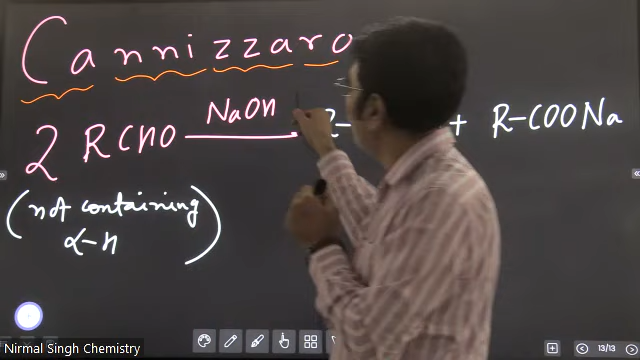 Cannizzaro
2 RCHO NaOH R- + R-COONa
(not containing
α-H)
Nirmal Singh Chemistry
13/13